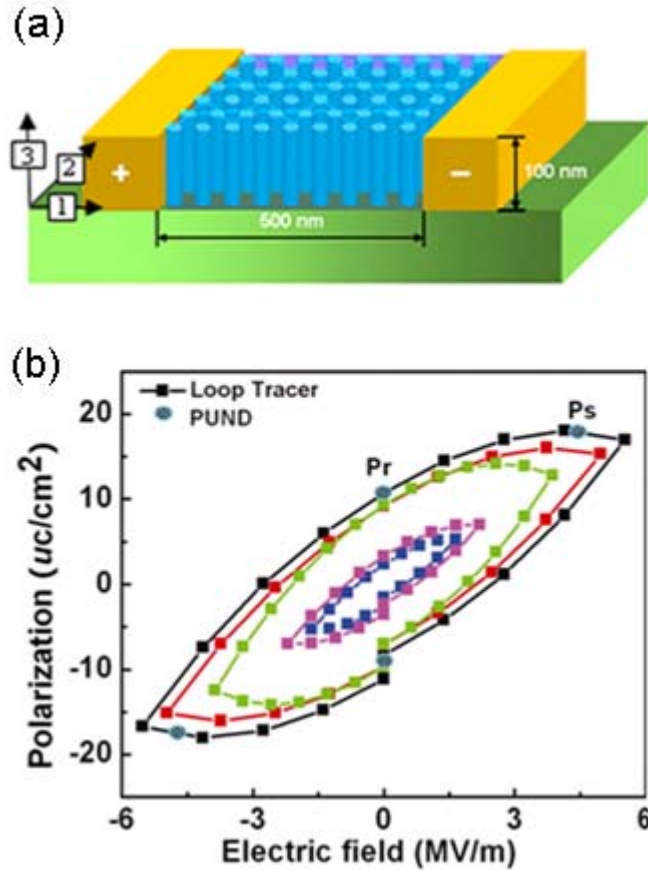 (a)
3
2
1
+
−
100 nm
500 nm
(b)
Loop Tracer
PUND
Ps
Pr
20
10
0
-10
-20
Polarization (uc/cm²)
-6 -3 0 3 6
Electric field (MV/m)